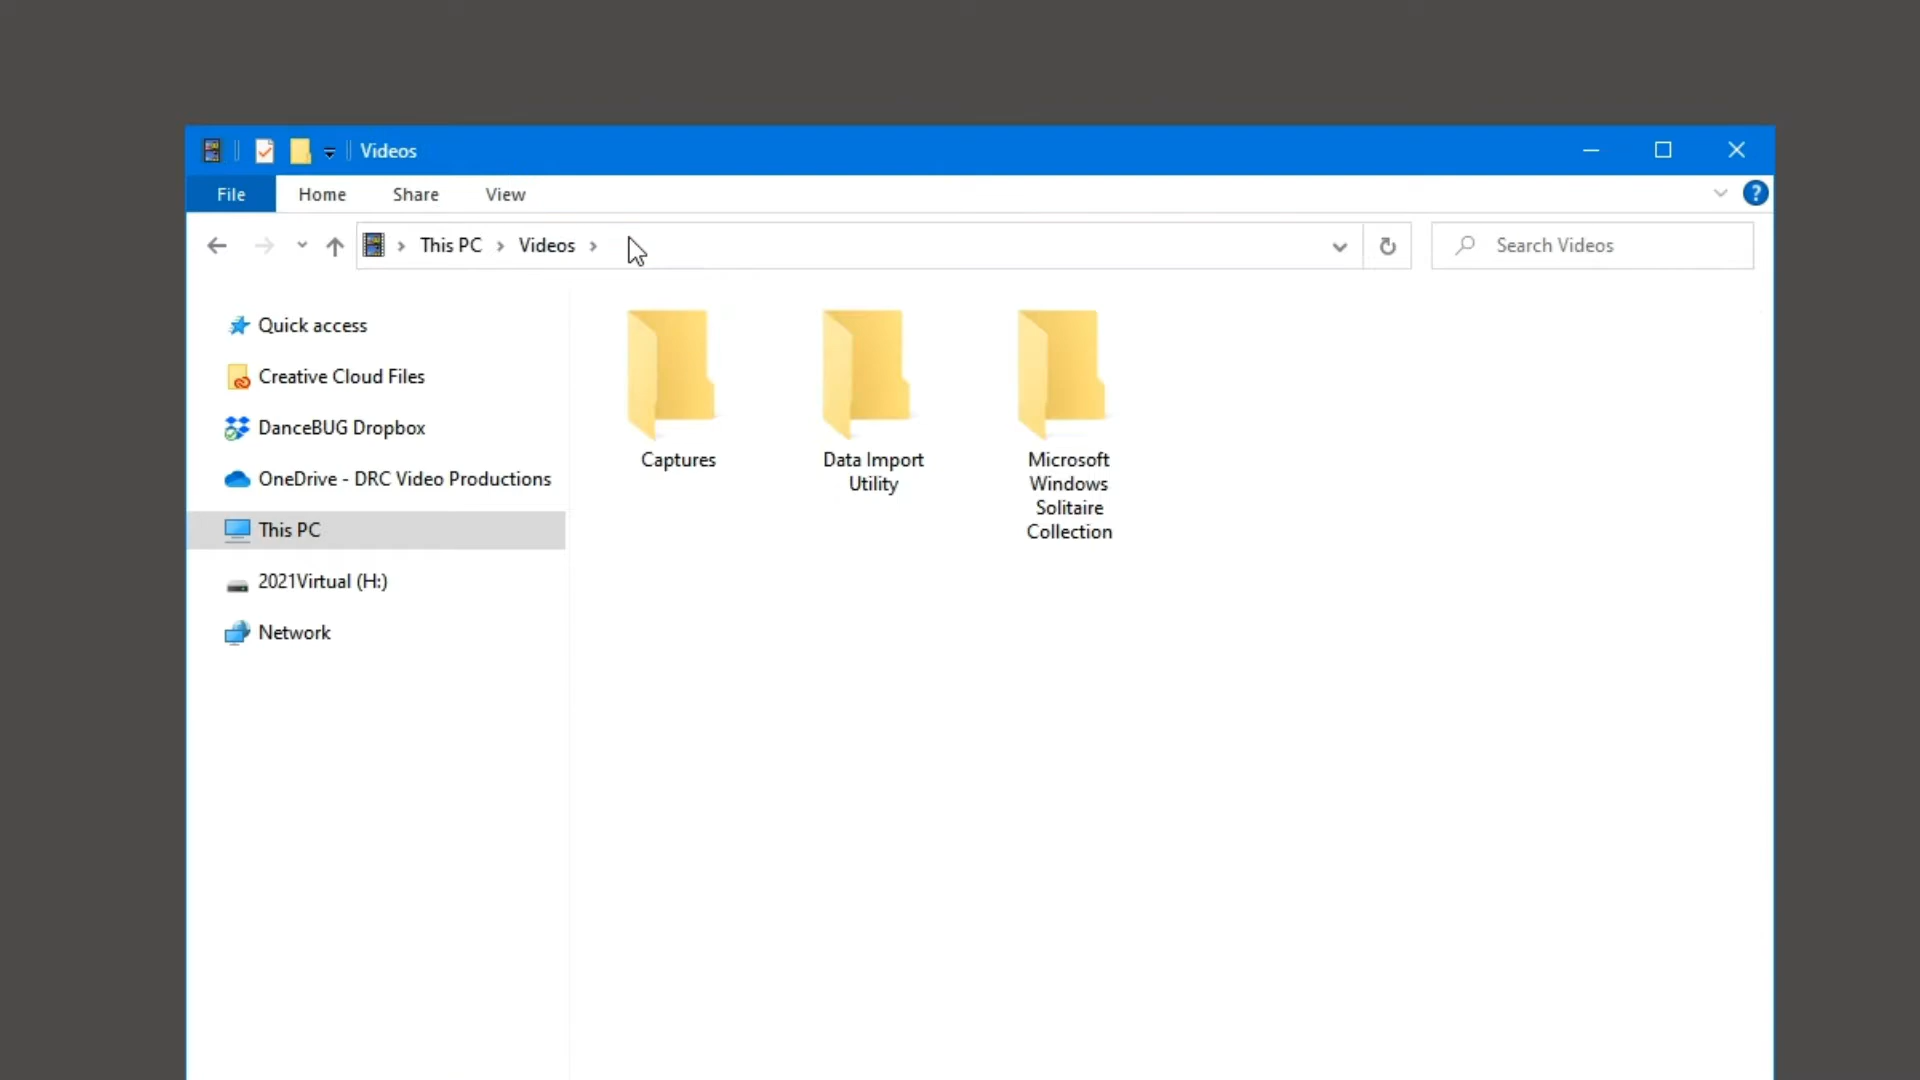 Videos
File Home Share View
?
This PC Videos
Search Videos
Quick access
Creative Cloud Files
DanceBUG Dropbox
OneDrive - DRC Video Productions
This PC
2021Virtual (H:)
Network
Captures
Data Import
Utility
Microsoft
Windows
Solitaire
Collection